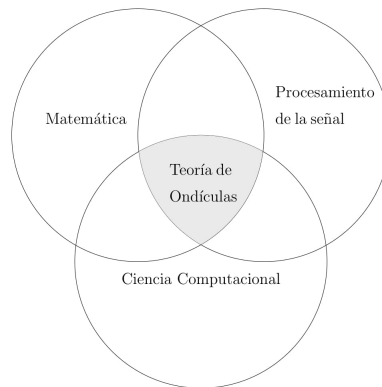 Matemática
Procesamiento
de la señal
Teoría de
Ondículas
Ciencia Computacional